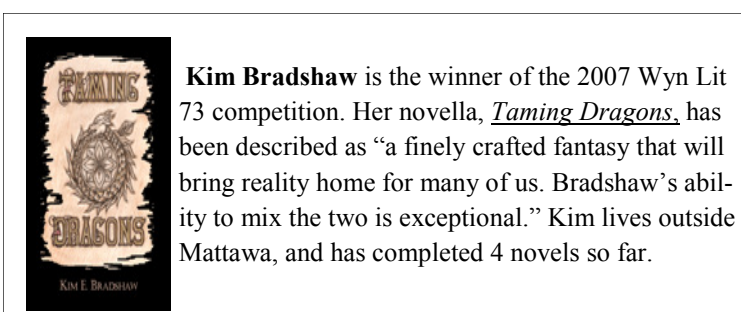 TAMING
DRAGONS
KIM E. BRADSHAW
Kim Bradshaw is the winner of the 2007 Wyn Lit
73 competition. Her novella, Taming Dragons, has
been described as “a finely crafted fantasy that will
bring reality home for many of us. Bradshaw’s abil-
ity to mix the two is exceptional.” Kim lives outside
Mattawa, and has completed 4 novels so far.